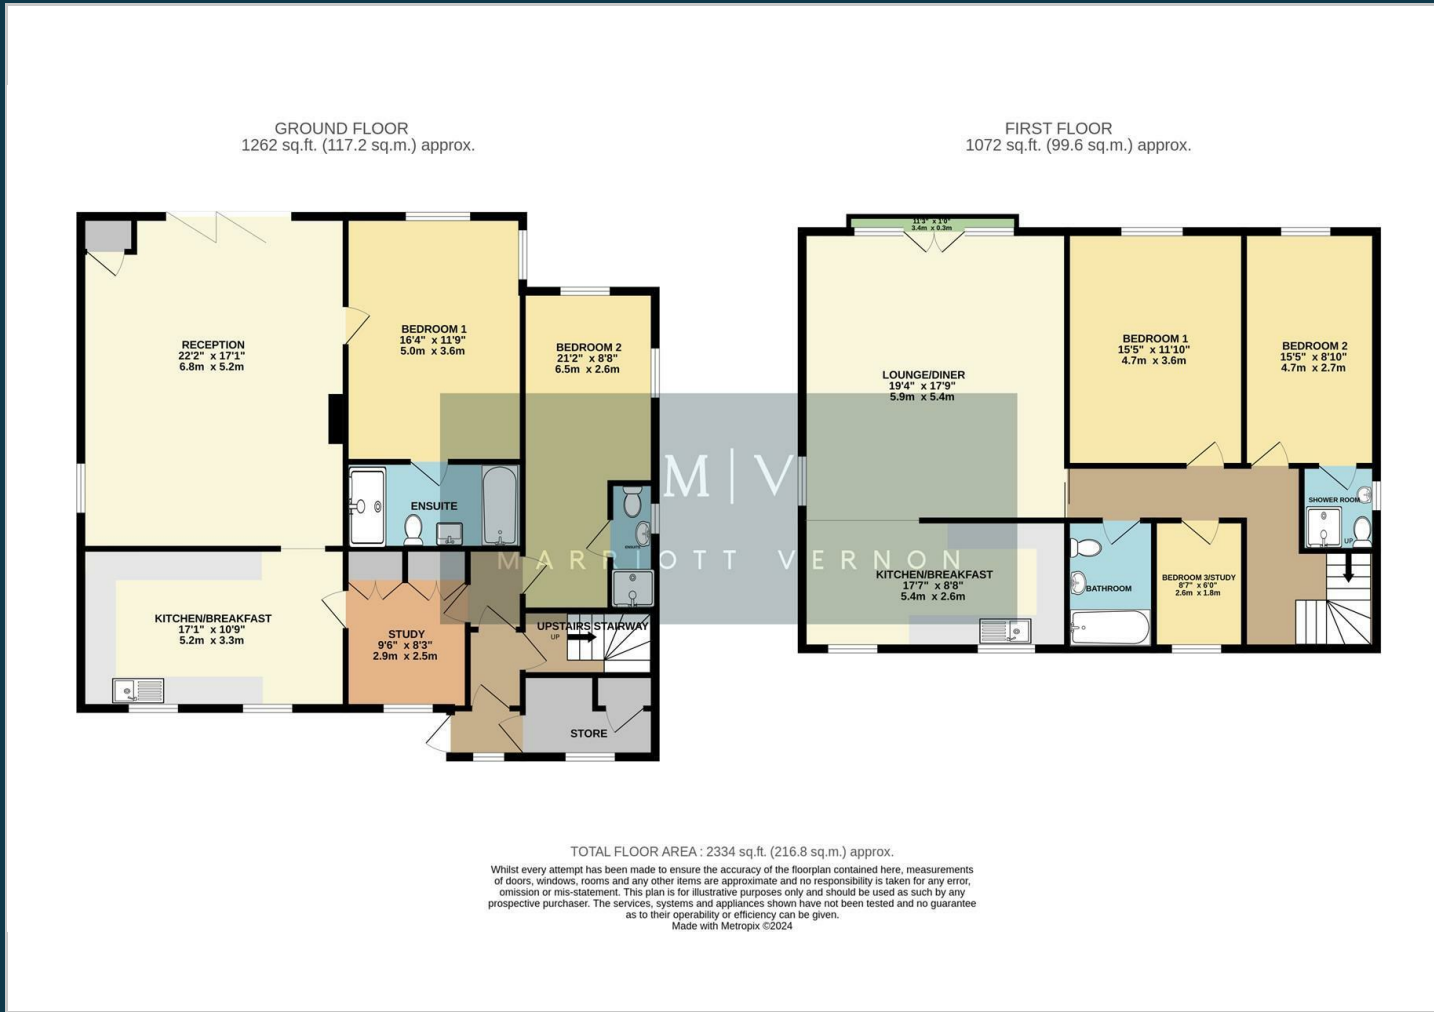 GROUND FLOOR
1262 sq.ft. (117.2 sq.m.) approx.
RECEPTION
22'2" x 17'1"
6.8m x 5.2m
BEDROOM 1
16'4" x 11'9"
5.0m x 3.6m
BEDROOM 2
21'2" x 8'8"
6.5m x 2.6m
ENSUITE
ENSUITE
KITCHEN/BREAKFAST
17'1" x 10'9"
5.2m x 3.3m
STUDY
9'6" x 8'3"
2.9m x 2.5m
UPSTAIRS STAIRWAY
UP
STORE
FIRST FLOOR
1072 sq.ft. (99.6 sq.m.) approx.
11'3" x 1'0"
3.4m x 0.3m
LOUNGE/DINER
19'4" x 17'9"
5.9m x 5.4m
BEDROOM 1
15'5" x 11'10"
4.7m x 3.6m
BEDROOM 2
15'5" x 8'10"
4.7m x 2.7m
SHOWER ROOM
UP
KITCHEN/BREAKFAST
17'7" x 8'8"
5.4m x 2.6m
BATHROOM
BEDROOM 3/STUDY
8'7" x 6'0"
2.6m x 1.8m
M|V
MARRIOTT VERNON
TOTAL FLOOR AREA : 2334 sq.ft. (216.8 sq.m.) approx.
Whilst every attempt has been made to ensure the accuracy of the floorplan contained here, measurements
of doors, windows, rooms and any other items are approximate and no responsibility is taken for any error,
omission or mis-statement. This plan is for illustrative purposes only and should be used as such by any
prospective purchaser. The services, systems and appliances shown have not been tested and no guarantee
as to their operability or efficiency can be given.
Made with Metropix ©2024